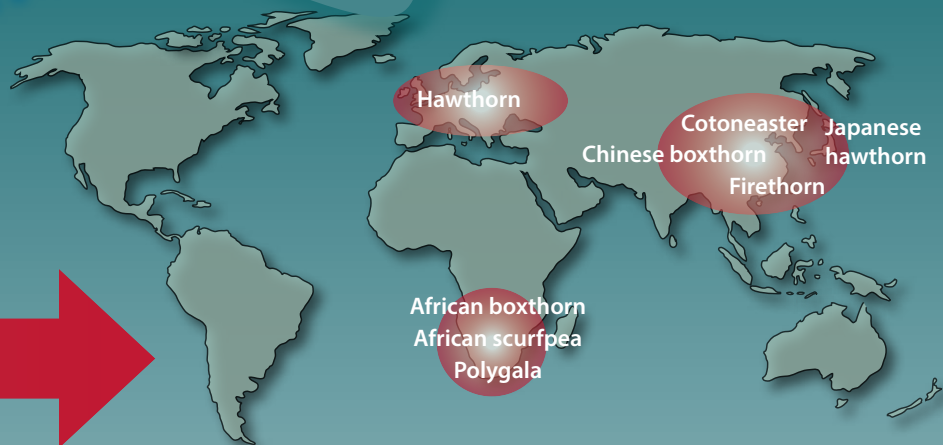 Hawthorn
Cotoneaster
Chinese boxthorn
Firethorn
Japanese
hawthorn
African boxthorn
African scurfpea
Polygala